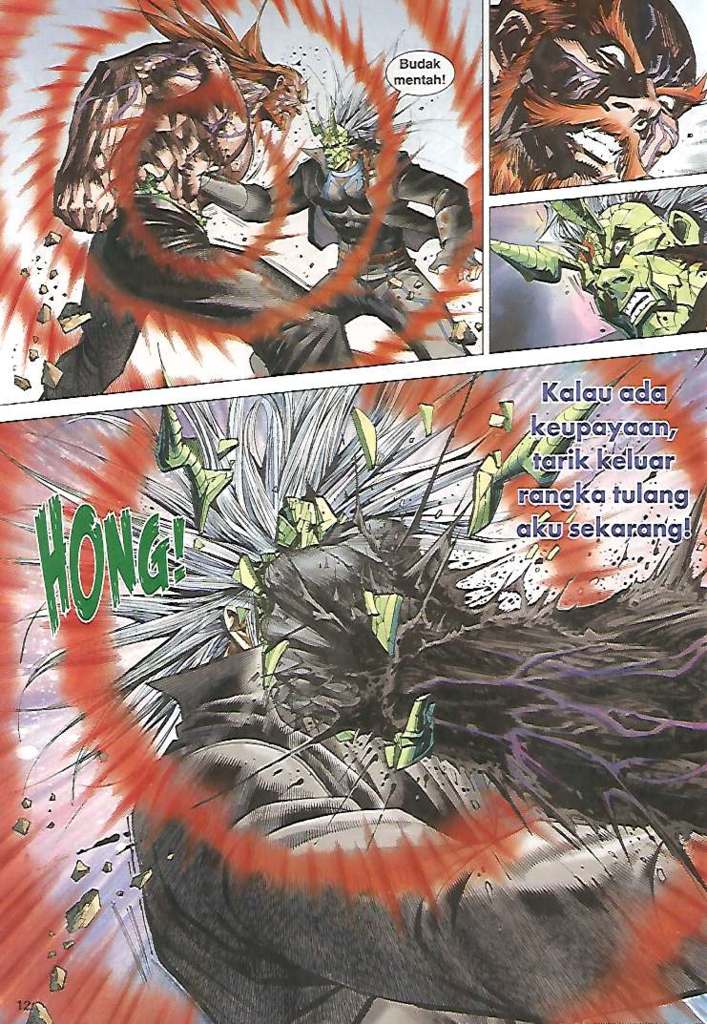 Budak
mentah!
Kalau ada
keupayaan,
tarik keluar
rangka tulang
aku sekarang!
HONG!
12